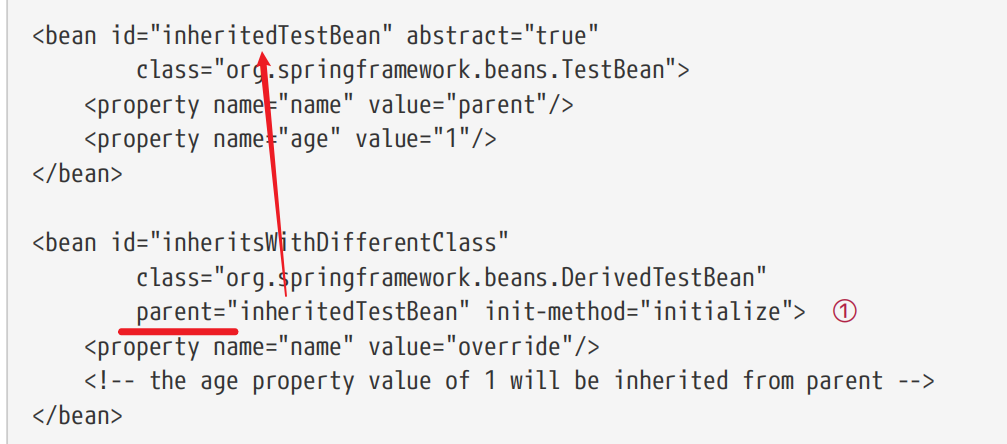 <bean id="inheritedTestBean" abstract="true"
        class="org.springframework.beans.TestBean">
    <property name="name" value="parent"/>
    <property name="age" value="1"/>
</bean>

<bean id="inheritsWithDifferentClass"
        class="org.springframework.beans.DerivedTestBean"
        parent="inheritedTestBean" init-method="initialize">  ①
    <property name="name" value="override"/>
    <!-- the age property value of 1 will be inherited from parent -->
</bean>